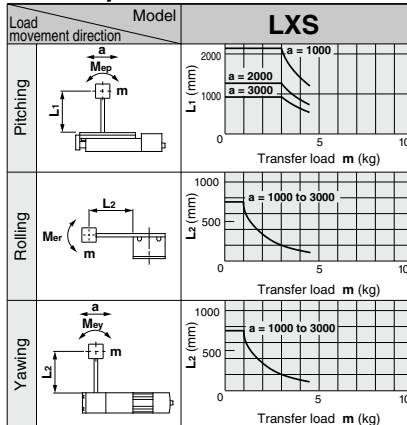 Model
Load
movement direction
LXS
Pitching
a
Mep
m
L1
L1 (mm)
2000
1000
0
5
10
a = 1000
a = 2000
a = 3000
Transfer load m (kg)
Rolling
L2
Mer
m
L2 (mm)
1000
500
0
5
10
a = 1000 to 3000
Transfer load m (kg)
Yawing
a
Mey
m
L2
L2 (mm)
1000
500
0
5
10
a = 1000 to 3000
Transfer load m (kg)